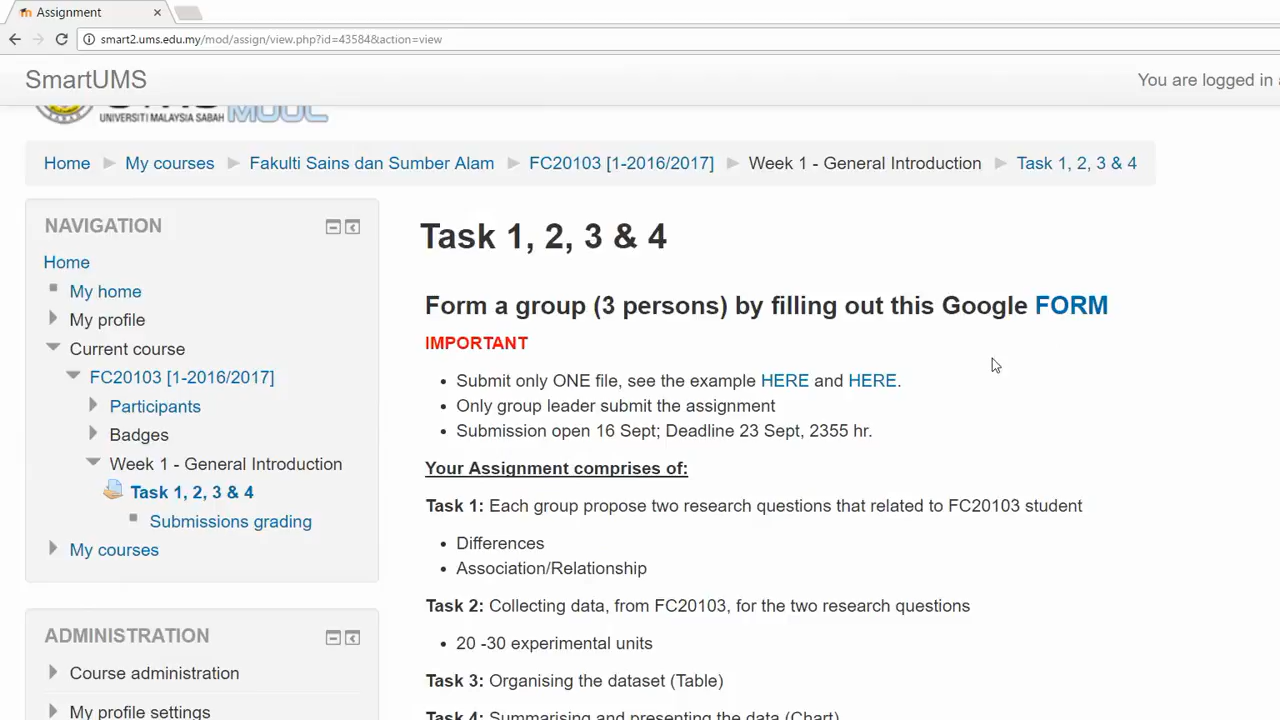 Assignment
smart2.ums.edu.my/mod/assign/view.php?id=43584&action=view
SmartUMS
You are logged in
UNIVERSITI MALAYSIA SABAH
Home My courses Fakulti Sains dan Sumber Alam FC20103 [1-2016/2017] Week 1 - General Introduction Task 1, 2, 3 & 4
NAVIGATION
Home
My home
My profile
Current course
FC20103 [1-2016/2017]
Participants
Badges
Week 1 - General Introduction
Task 1, 2, 3 & 4
Submissions grading
My courses
ADMINISTRATION
Course administration
My profile settings
Task 1, 2, 3 & 4
Form a group (3 persons) by filling out this Google FORM
IMPORTANT
• Submit only ONE file, see the example HERE and HERE.
• Only group leader submit the assignment
• Submission open 16 Sept; Deadline 23 Sept, 2355 hr.
Your Assignment comprises of:
Task 1: Each group propose two research questions that related to FC20103 student
• Differences
• Association/Relationship
Task 2: Collecting data, from FC20103, for the two research questions
• 20 -30 experimental units
Task 3: Organising the dataset (Table)
Task 4: Summarising and presenting the data (Chart)